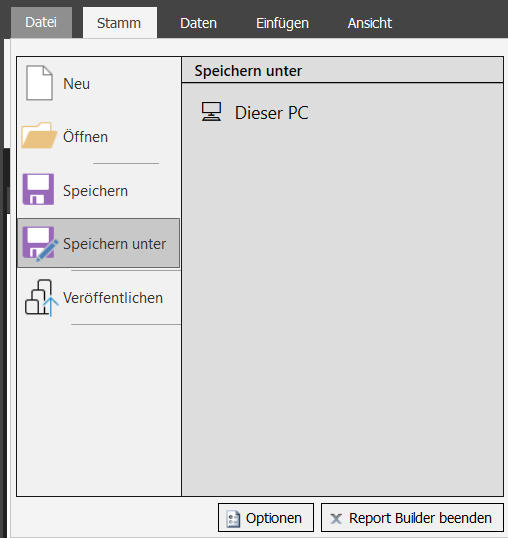 Datei
Stamm
Daten
Einfügen
Ansicht
Neu
Öffnen
Speichern
Speichern unter
Veröffentlichen
Speichern unter
Dieser PC
Optionen
Report Builder beenden